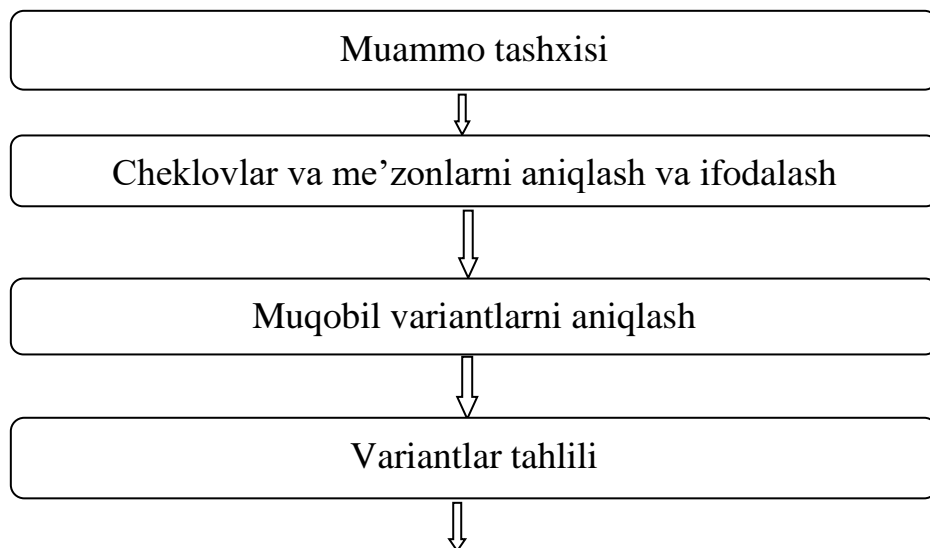 Muammo tashxisi
Cheklovlar va me’zonlarni aniqlash va ifodalash
Muqobil variantlarni aniqlash
Variantlar tahlili